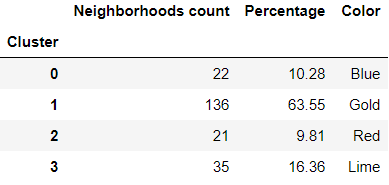 Neighborhoods count Percentage Color
Cluster
0 22 10.28 Blue
1 136 63.55 Gold
2 21 9.81 Red
3 35 16.36 Lime